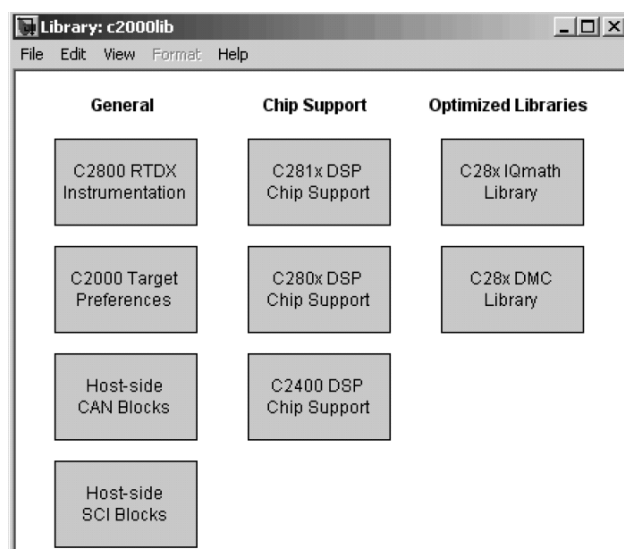 Library: c2000lib
File Edit View Format Help
General Chip Support Optimized Libraries
C2800 RTDX
Instrumentation
C281x DSP
Chip Support
C28x IQmath
Library
C2000 Target
Preferences
C280x DSP
Chip Support
C28x DMC
Library
Host-side
CAN Blocks
C2400 DSP
Chip Support
Host-side
SCI Blocks